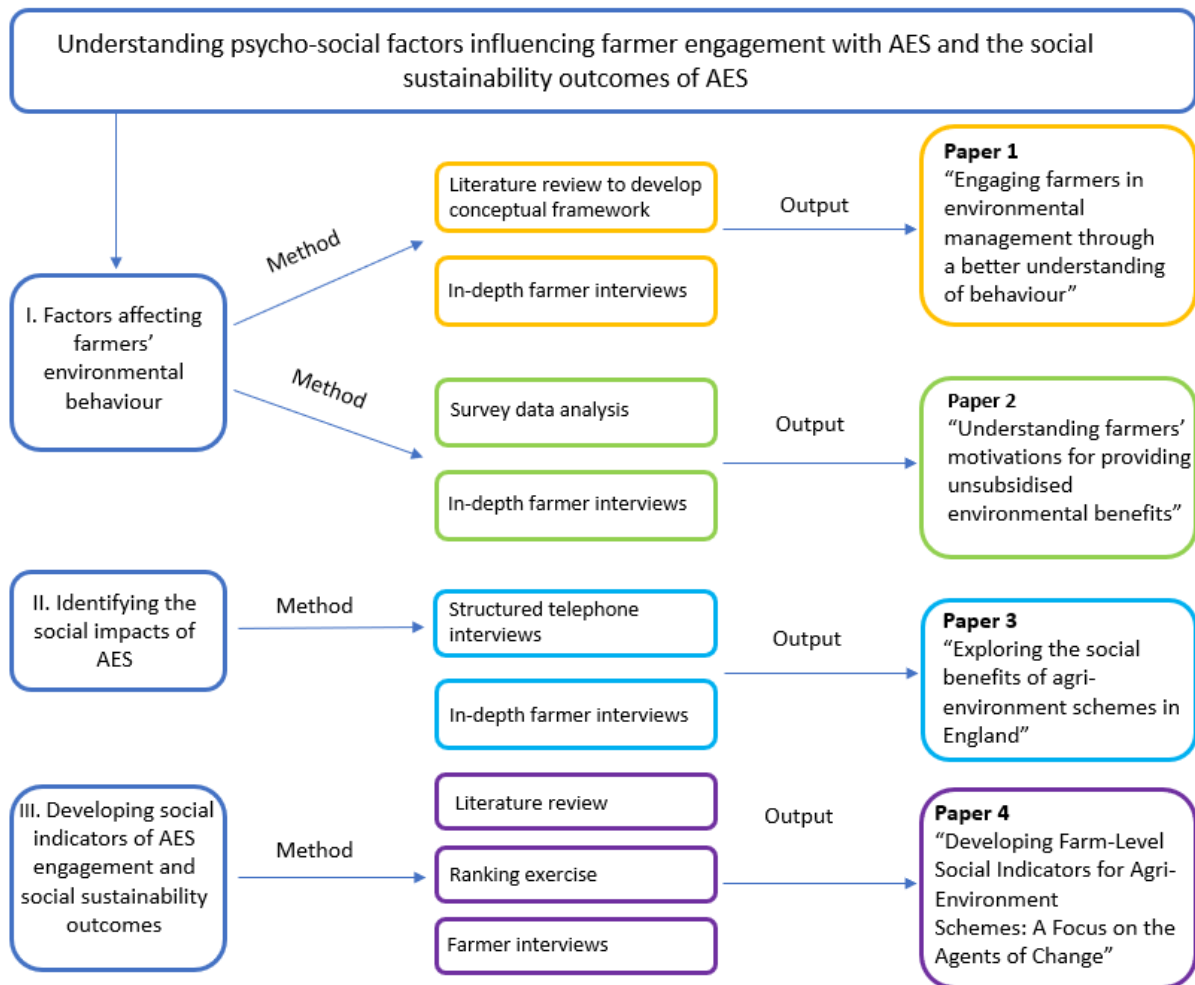 Understanding psycho-social factors influencing farmer engagement with AES and the social
sustainability outcomes of AES
I. Factors affecting
farmers’
environmental
behaviour
Method
Literature review to develop
conceptual framework
In-depth farmer interviews
Output
Paper 1
“Engaging farmers in
environmental
management through
a better understanding
of behaviour”
Method
Survey data analysis
In-depth farmer interviews
Output
Paper 2
“Understanding farmers’
motivations for providing
unsubsidised
environmental benefits”
II. Identifying the
social impacts of
AES
Method
Structured telephone
interviews
In-depth farmer interviews
Output
Paper 3
“Exploring the social
benefits of agri-
environment schemes in
England”
III. Developing social
indicators of AES
engagement and
social sustainability
outcomes
Method
Literature review
Ranking exercise
Farmer interviews
Output
Paper 4
“Developing Farm-Level
Social Indicators for Agri-
Environment
Schemes: A Focus on the
Agents of Change”